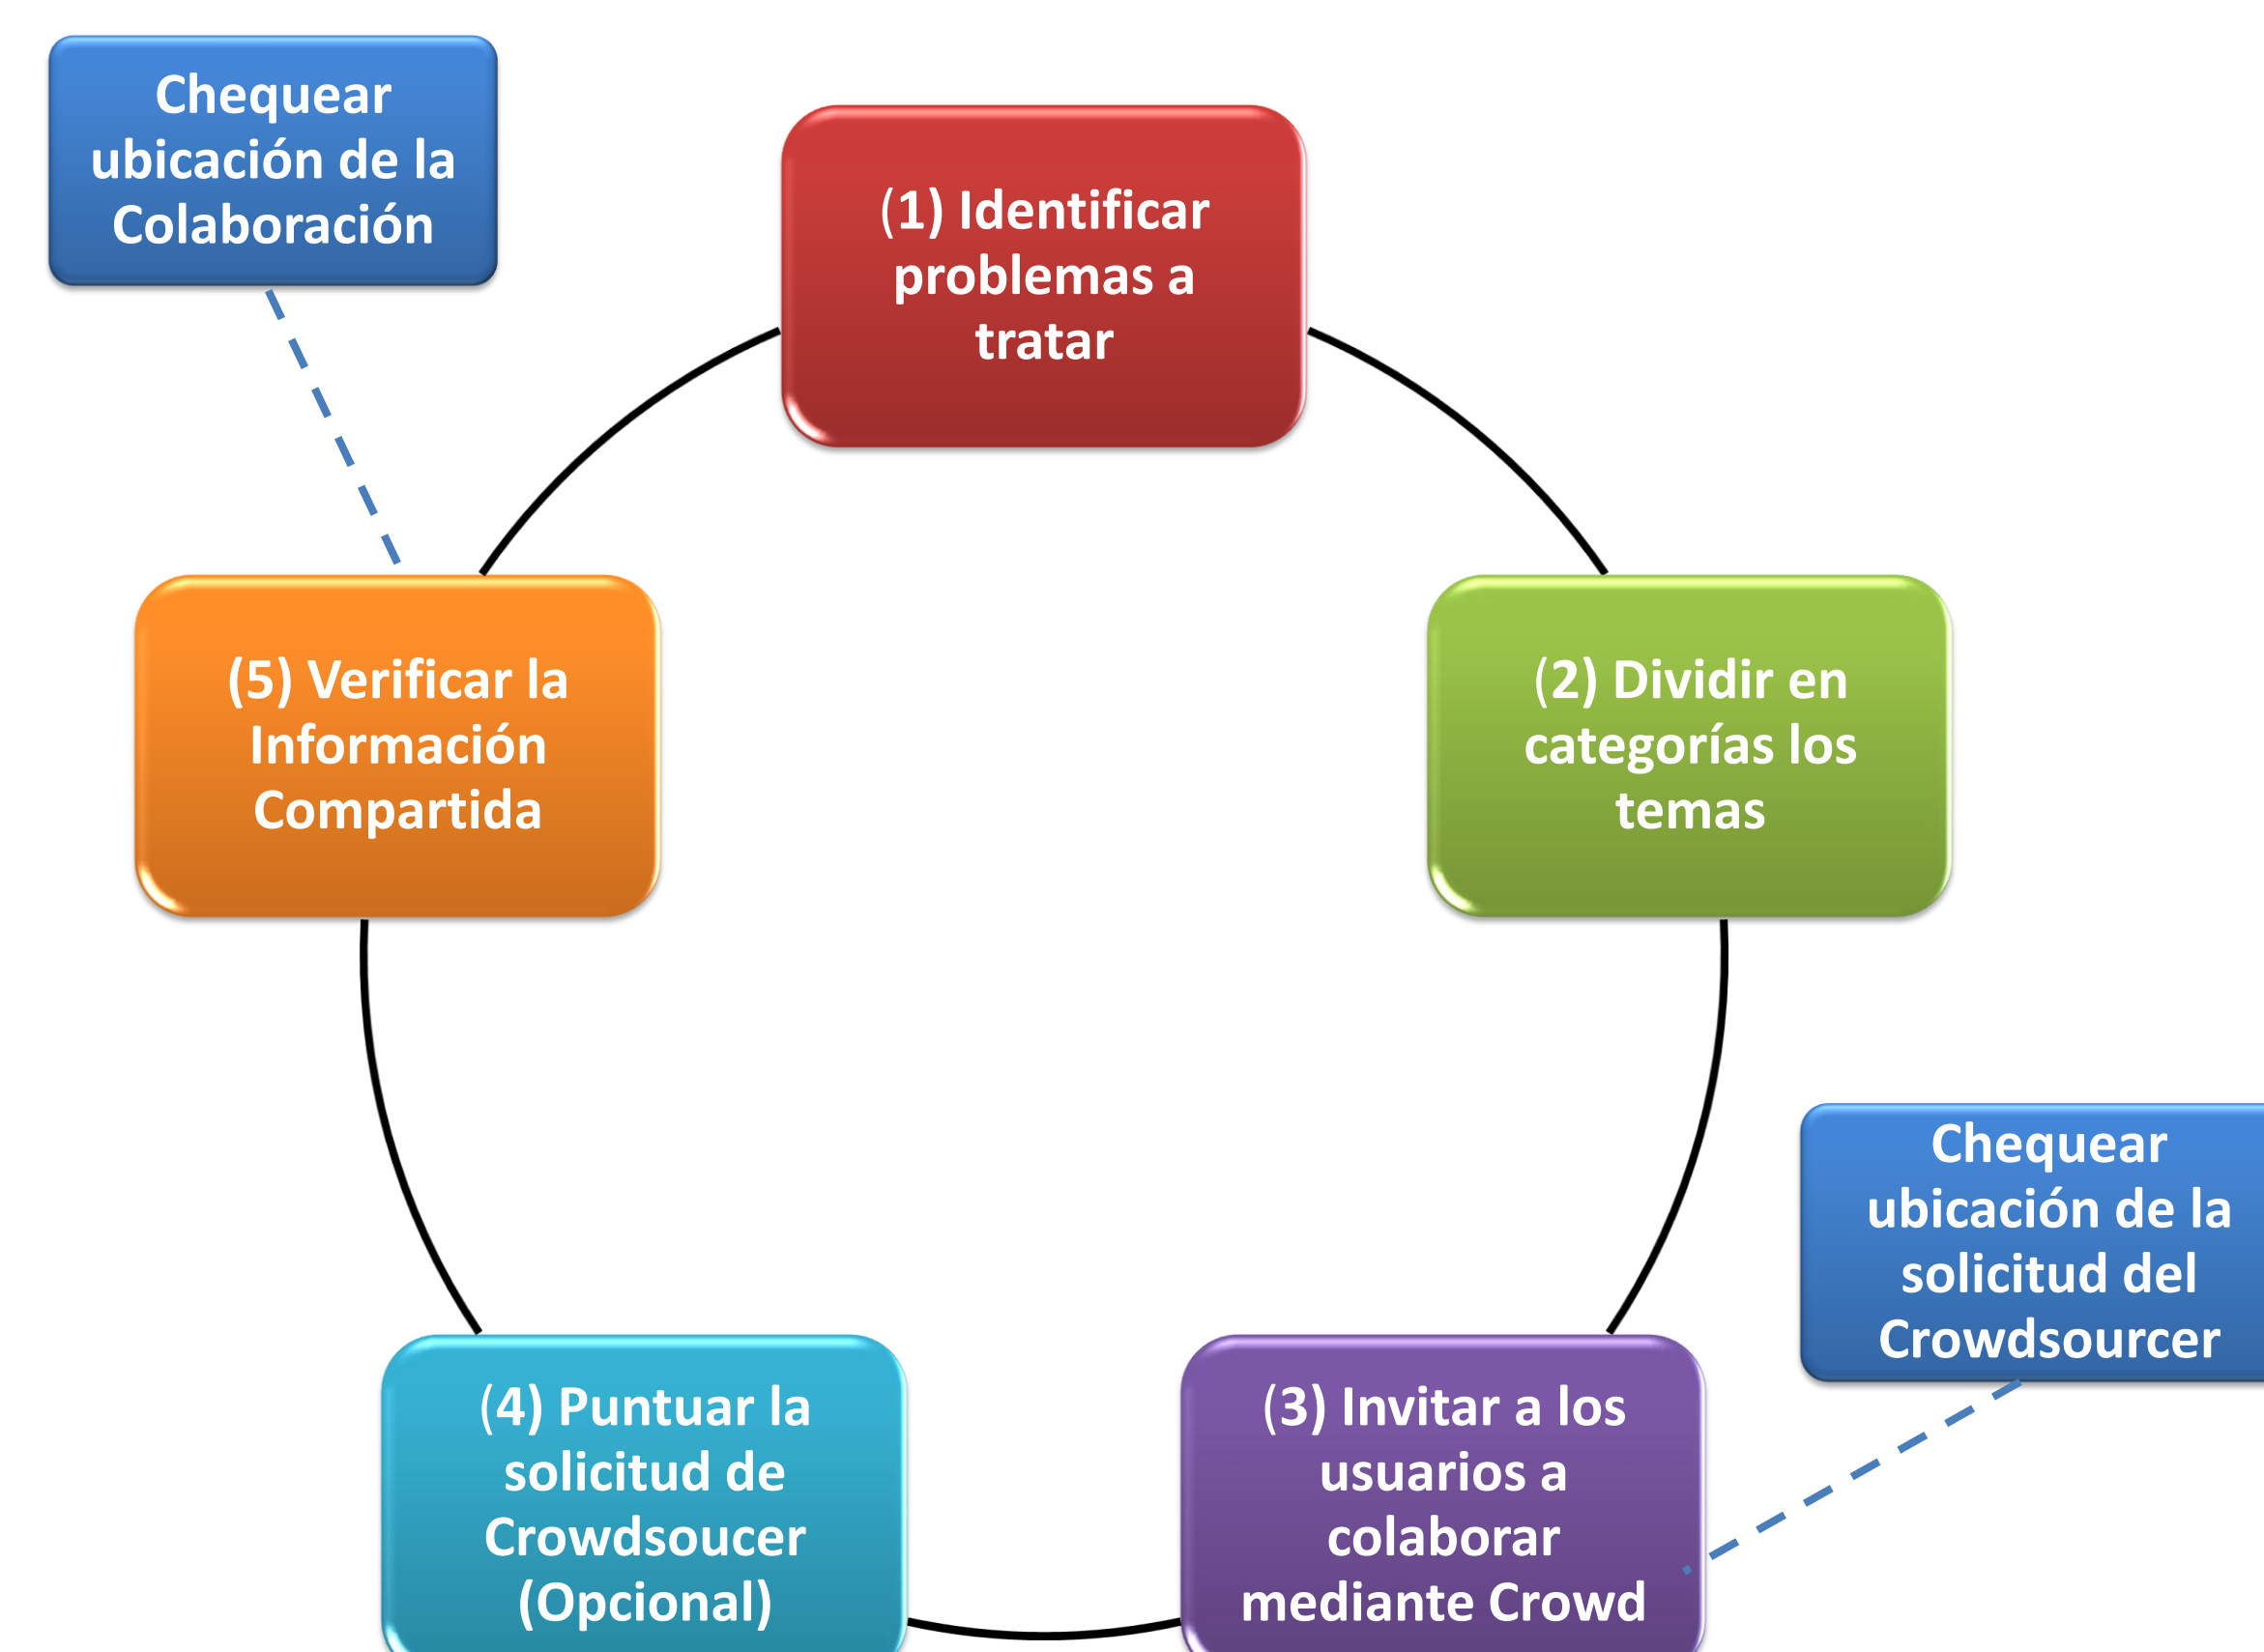 Chequear
ubicación de la
Colaboración
(1) Identificar
problemas a
tratar
(5) Verificar la
Información
Compartida
(2) Dividir en
categorías los
temas
Chequear
ubicación de la
solicitud del
Crowdsourcer
(4) Puntuar la
solicitud de
Crowdsoucer
(Opcional)
(3) Invitar a los
usuarios a
colaborar
mediante Crowd